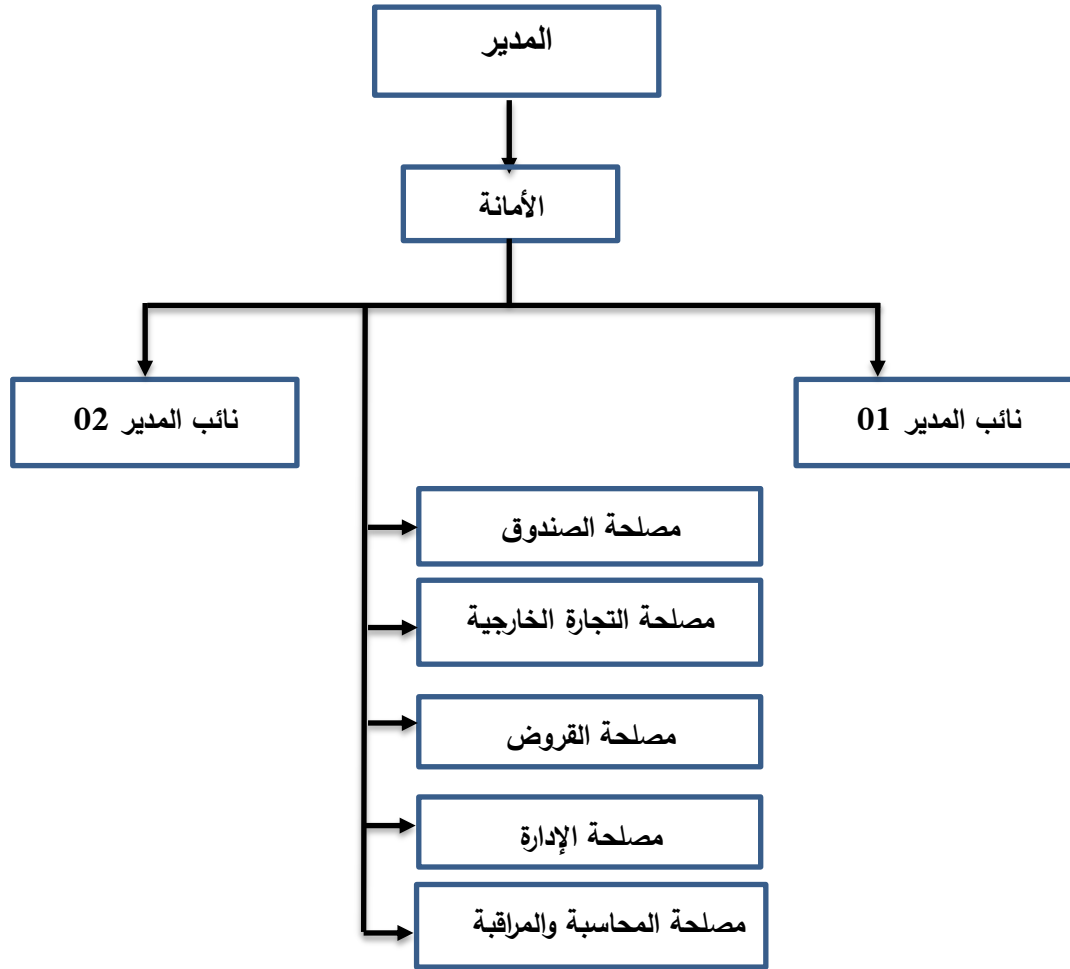 المدير
الأمانة
نائب المدير 01
نائب المدير 02
مصلحة الصندوق
مصلحة التجارة الخارجية
مصلحة القروض
مصلحة الإدارة
مصلحة المحاسبة والمراقبة